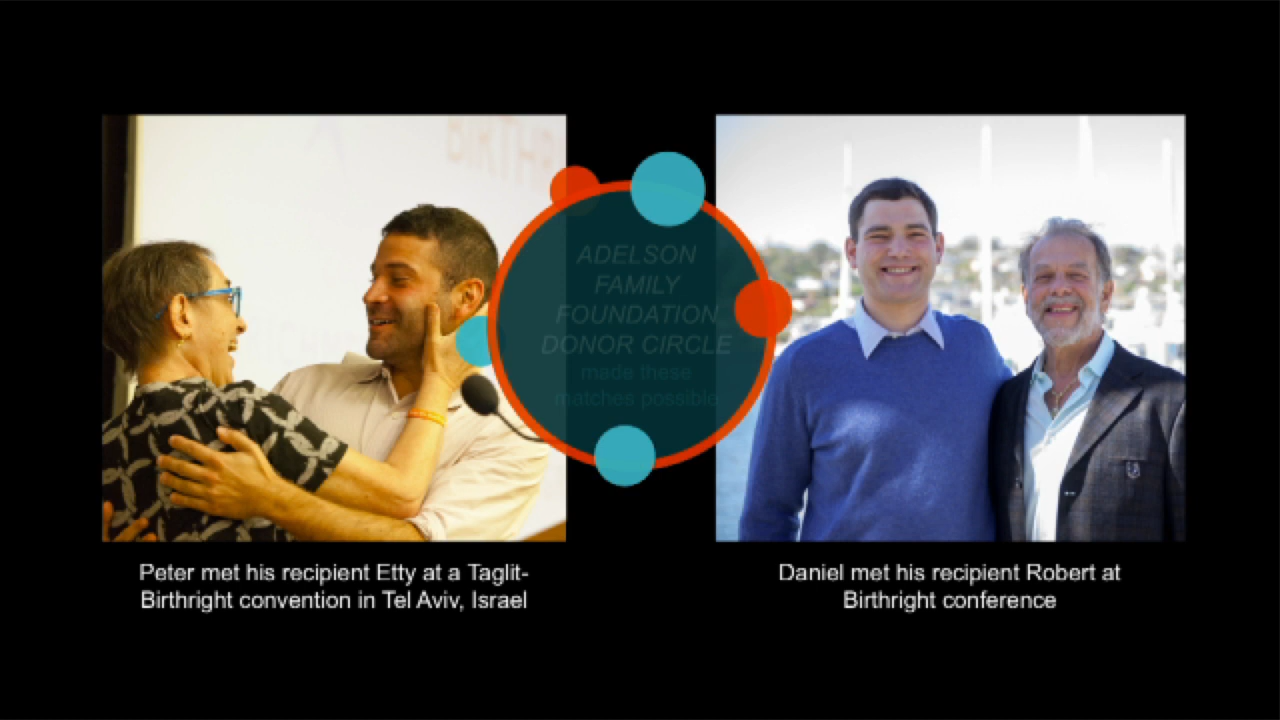 BIRTHR
ADELSON
FAMILY
FOUNDATION
DONOR CIRCLE
made these
matches possible
Peter met his recipient Etty at a Taglit-
Birthright convention in Tel Aviv, Israel
Daniel met his recipient Robert at
Birthright conference